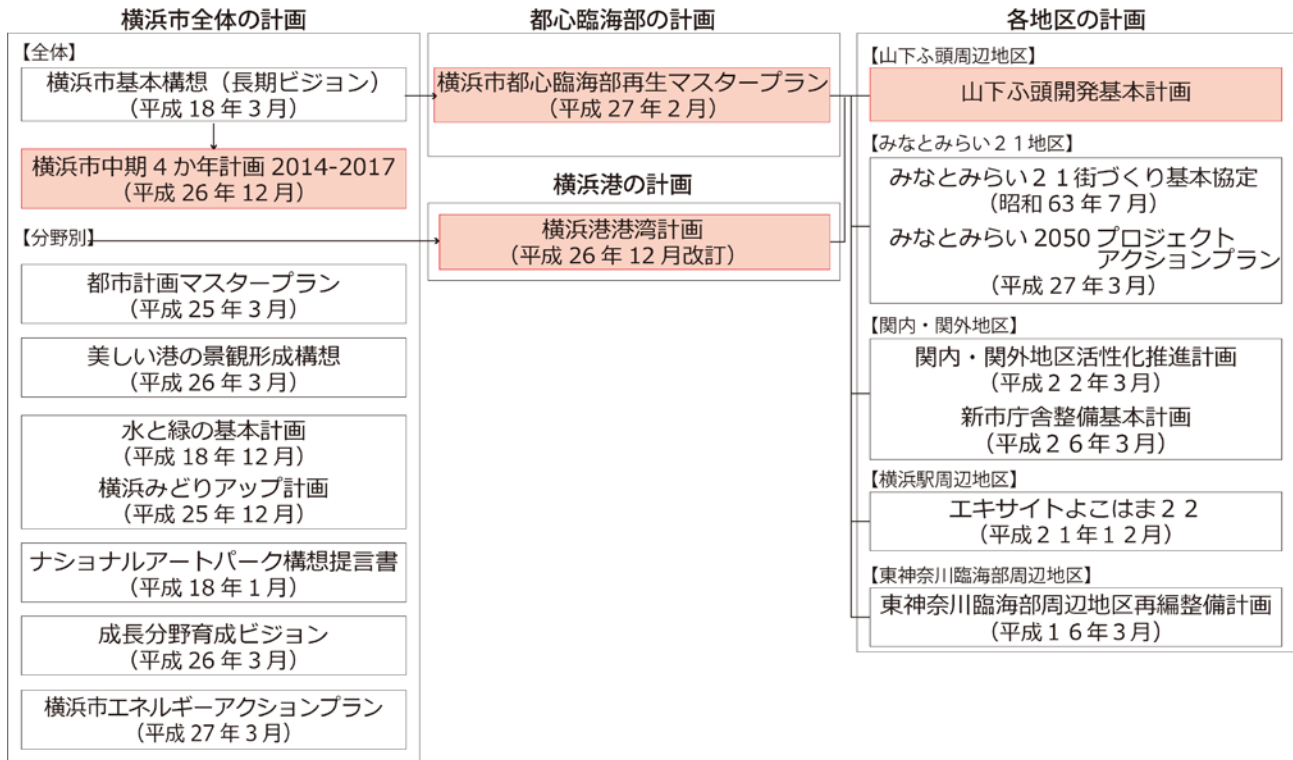 横浜市全体の計画
【全体】
横浜市基本構想（長期ビジョン）
（平成 18 年 3 月）
横浜市中期 4 か年計画 2014-2017
（平成 26 年 12 月）
【分野別】
都市計画マスタープラン
（平成 25 年 3 月）
美しい港の景観形成構想
（平成 26 年 3 月）
水と緑の基本計画
（平成 18 年 12 月）
横浜みどりアップ計画
（平成 25 年 12 月）
ナショナルアートパーク構想提言書
（平成 18 年 1 月）
成長分野育成ビジョン
（平成 26 年 3 月）
横浜市エネルギーアクションプラン
（平成 27 年 3 月）
都心臨海部の計画
横浜市都心臨海部再生マスタープラン
（平成 27 年 2 月）
横浜港の計画
横浜港港湾計画
（平成 26 年 12 月改訂）
各地区の計画
【山下ふ頭周辺地区】
山下ふ頭開発基本計画
【みなとみらい２１地区】
みなとみらい２１街づくり基本協定
（昭和 63 年 7 月）
みなとみらい 2050 プロジェクト
アクションプラン
（平成 27 年 3 月）
【関内・関外地区】
関内・関外地区活性化推進計画
（平成２２年３月）
新市庁舎整備基本計画
（平成２６年３月）
【横浜駅周辺地区】
エキサイトよこはま２２
（平成２１年１２月）
【東神奈川臨海部周辺地区】
東神奈川臨海部周辺地区再編整備計画
（平成１６年３月）